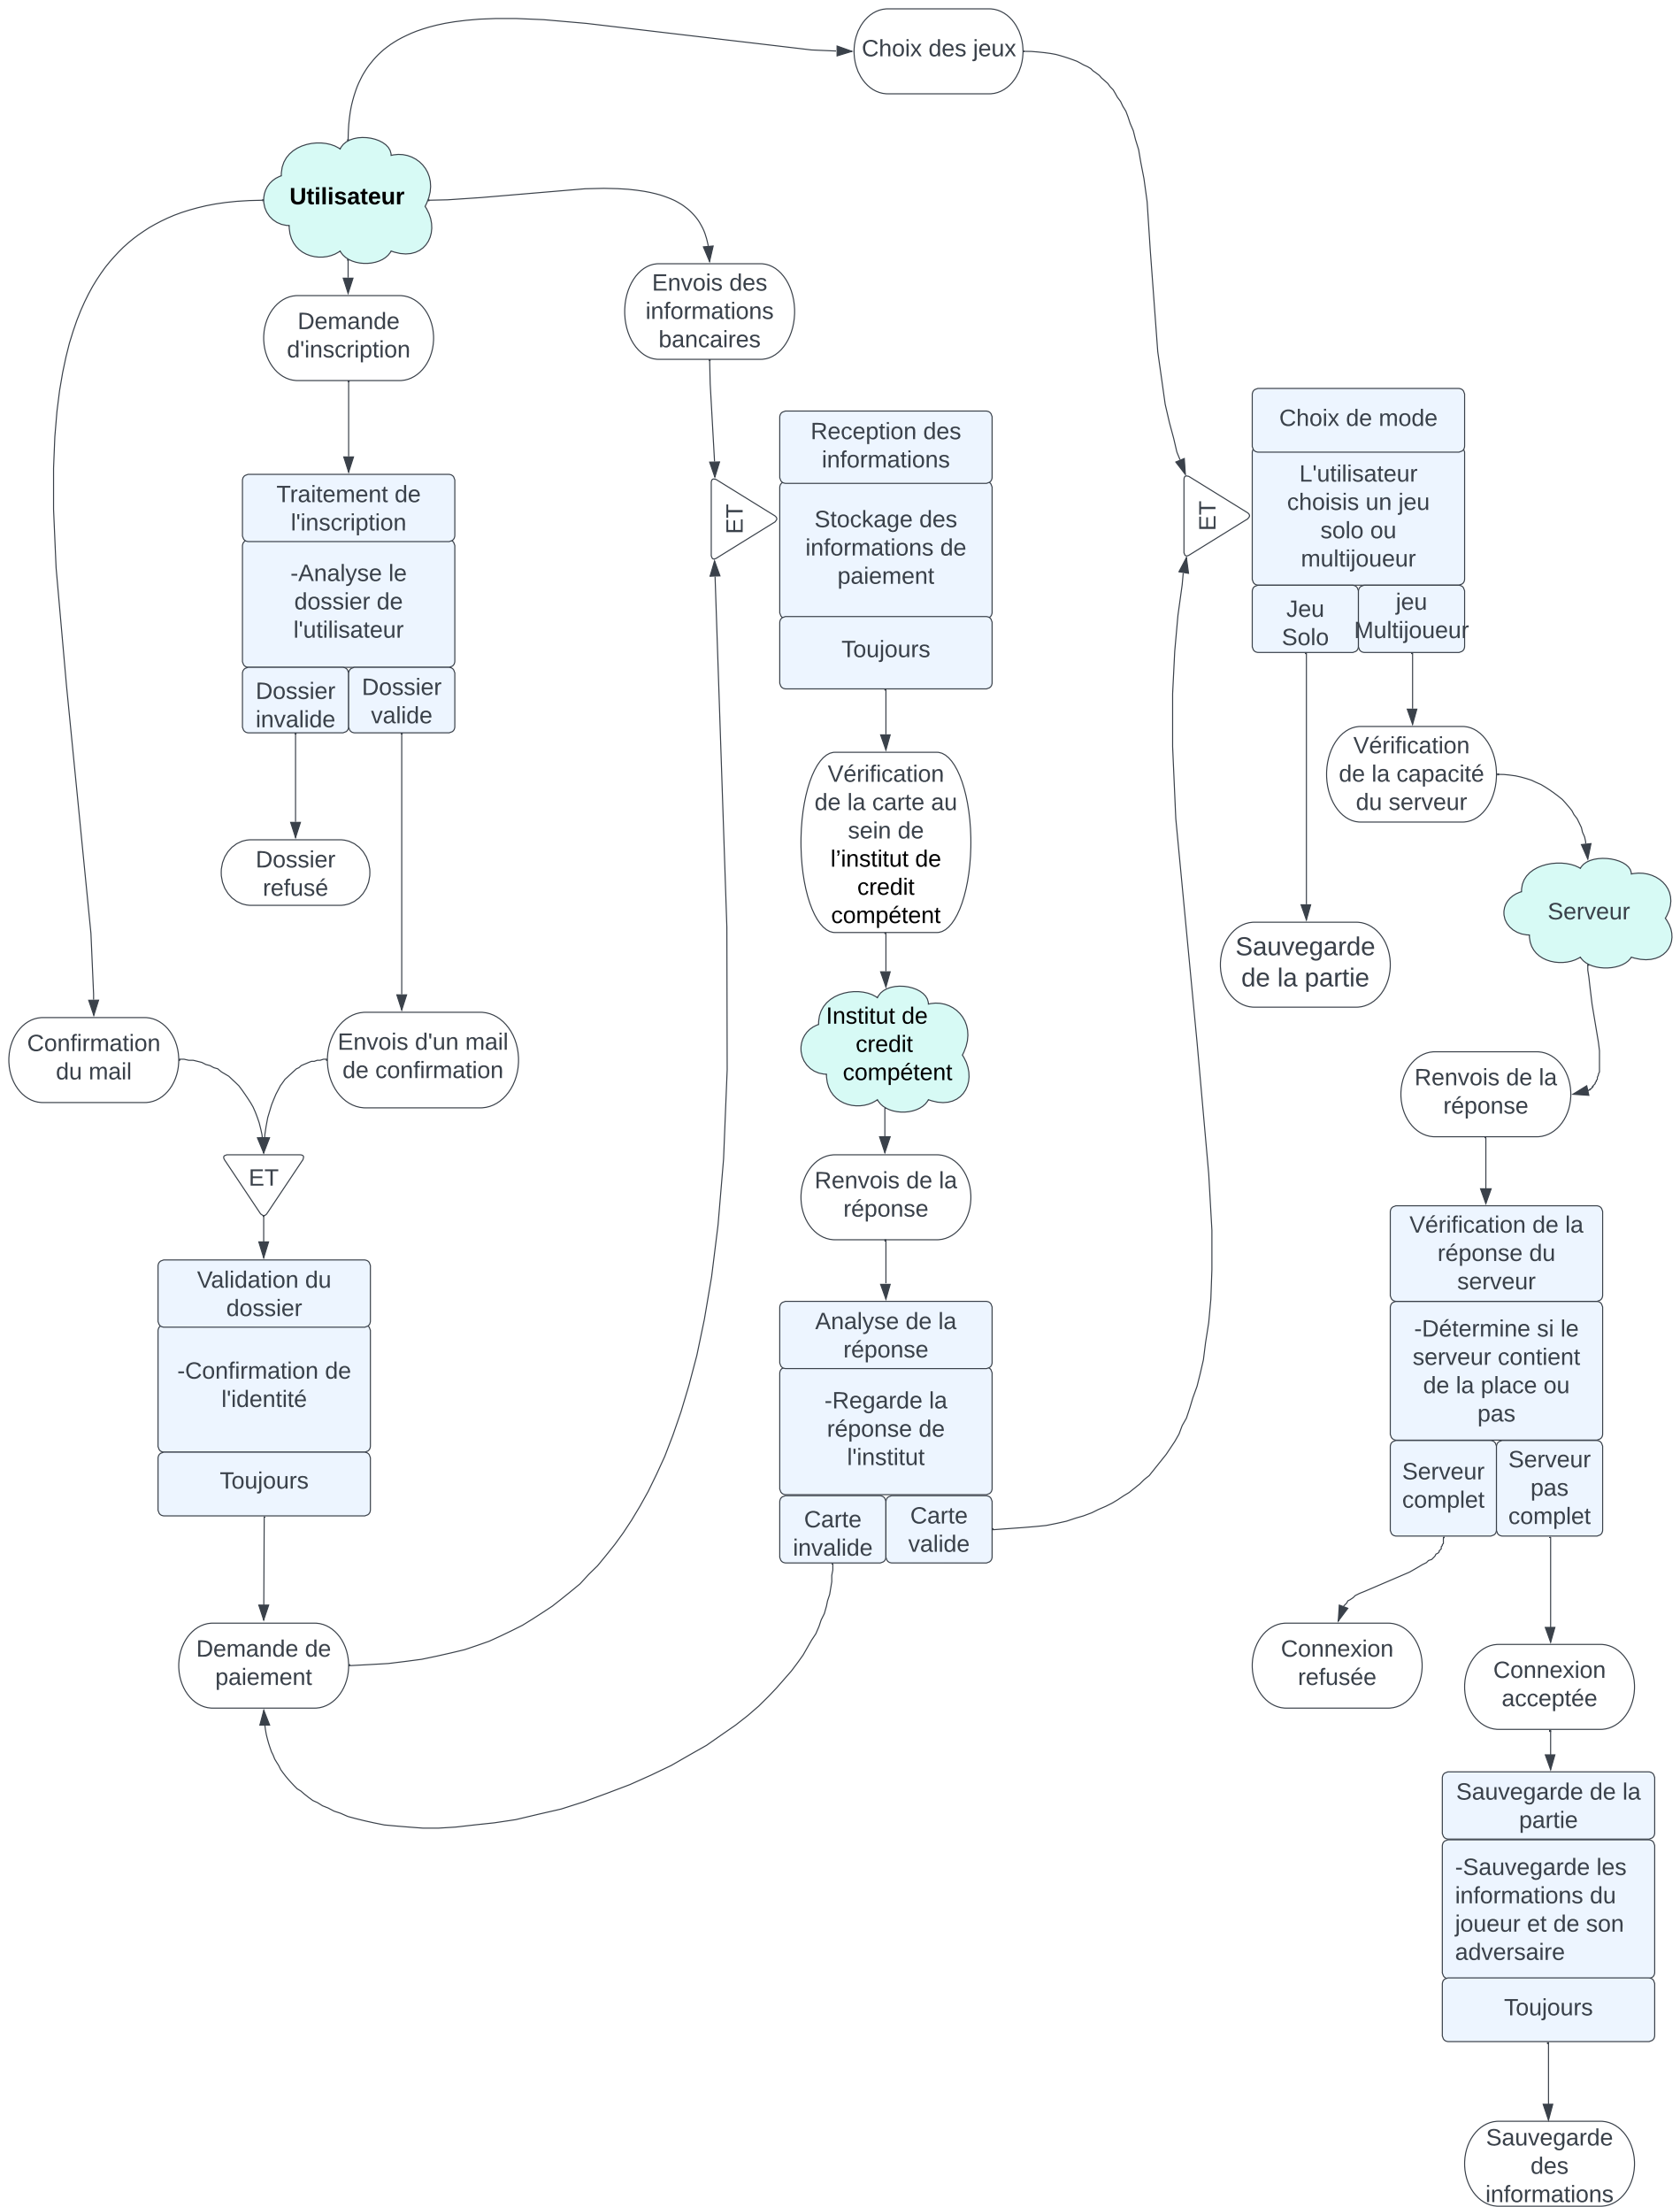 Choix des jeux
Utilisateur
Envois des
informations
bancaires
Demande
d'inscription
Traitement de
l'inscription
-Analyse le
dossier de
l'utilisateur
Dossier
invalide
Dossier
valide
Dossier
refusé
Confirmation
du mail
Envois d'un mail
de confirmation
ET
Validation du
dossier
-Confirmation de
l'identité
Toujours
Demande de
paiement
ET
Reception des
informations
Stockage des
informations de
paiement
Toujours
Vérification
de la carte au
sein de
l’institut de
credit
compétent
Institut de
credit
compétent
Renvois de la
réponse
Analyse de la
réponse
-Regarde la
réponse de
l'institut
Carte
invalide
Carte
valide
ET
Choix de mode
L'utilisateur
choisis un jeu
solo ou
multijoueur
Jeu
Solo
jeu
Multijoueur
Vérification
de la capacité
du serveur
Serveur
Sauvegarde
de la partie
Renvois de la
réponse
Vérification de la
réponse du
serveur
-Détermine si le
serveur contient
de la place ou
pas
Serveur
complet
Serveur
pas
complet
Connexion
refusée
Connexion
acceptée
Sauvegarde de la
partie
-Sauvegarde les
informations du
joueur et de son
adversaire
Toujours
Sauvegarde
des
informations